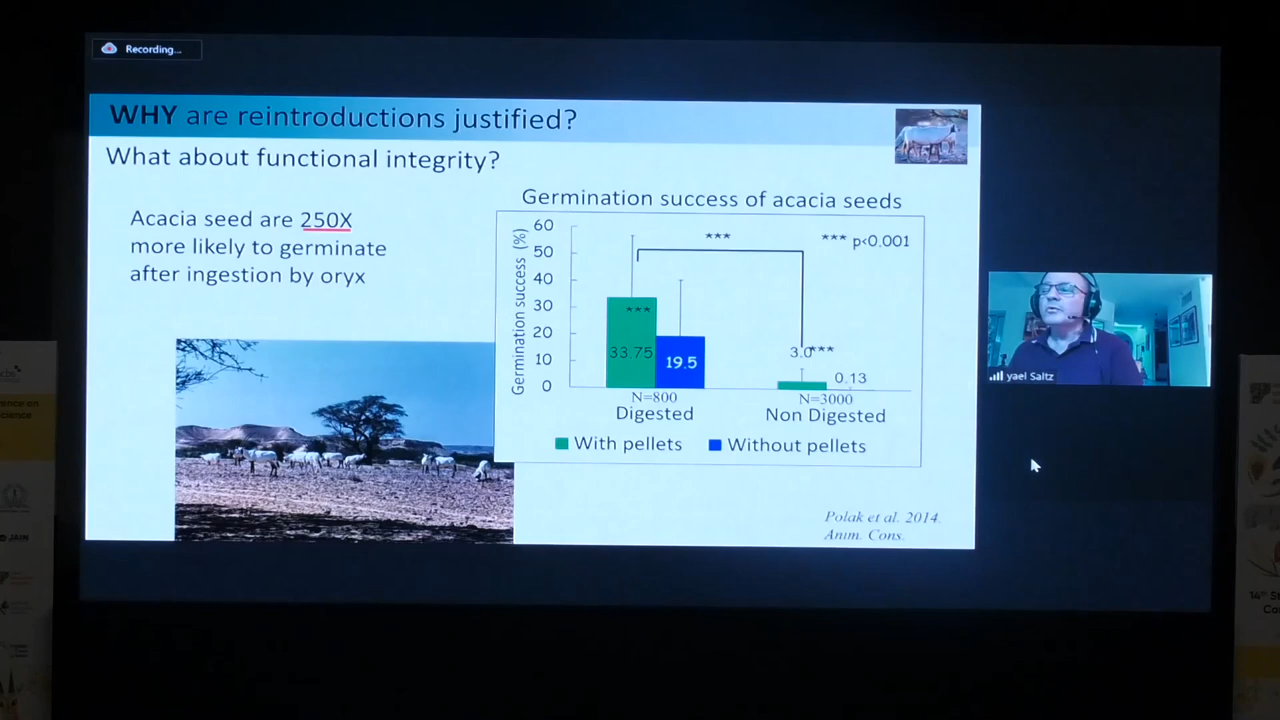 Recording...
WHY are reintroductions justified?
What about functional integrity?
Acacia seed are 250X
more likely to germinate
after ingestion by oryx
Germination success of acacia seeds
Germination success (%)
60
50
40
30
20
10
0
***
*** p<0.001
***
33.75
19.5
3.0***
0.13
N=800
Digested
N=3000
Non Digested
With pellets
Without pellets
Polak et al. 2014.
Anim. Cons.
yael Saltz
JAIN
14th St